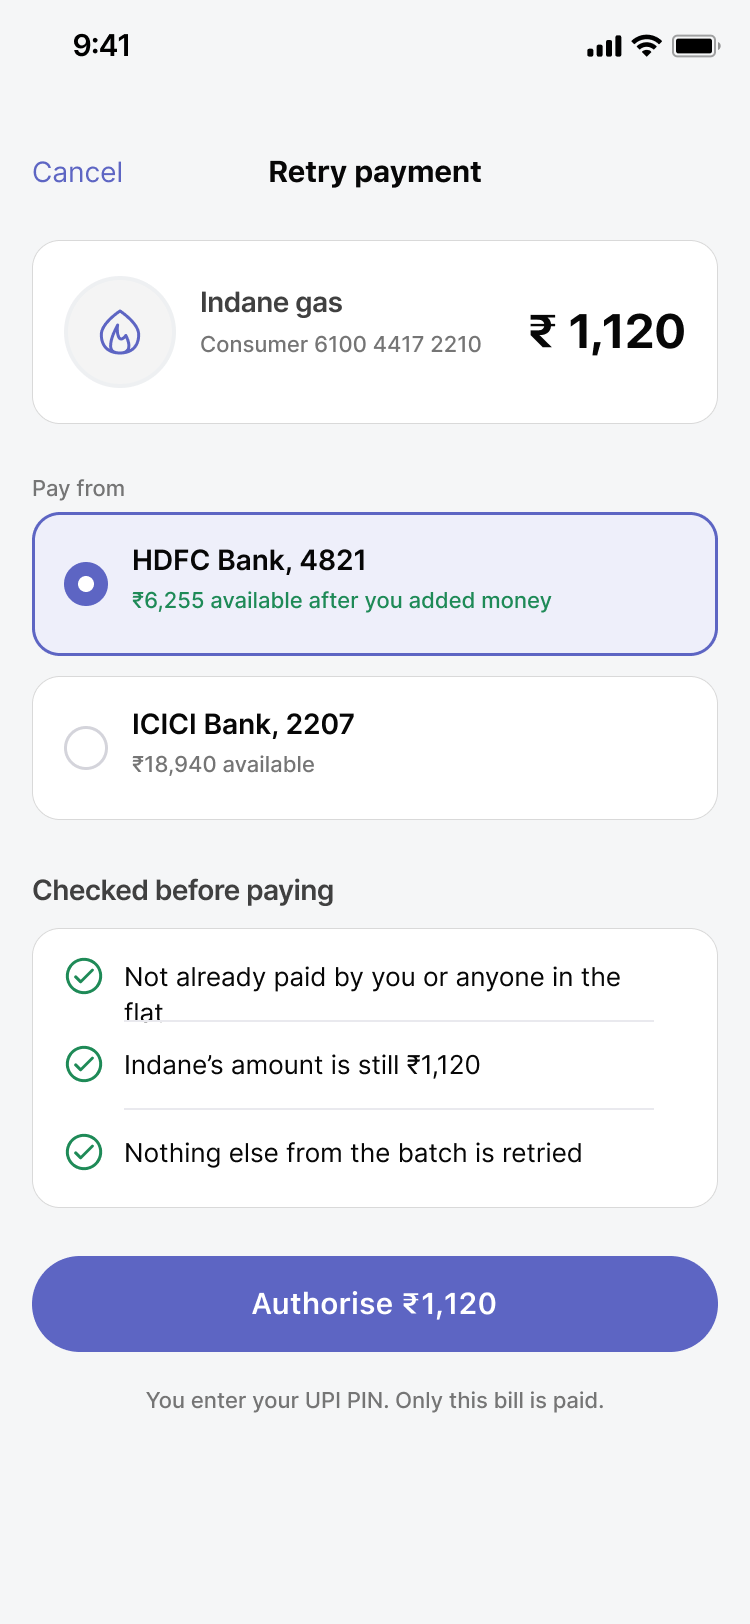 9:41
Cancel
Retry payment
Indane gas
Consumer 6100 4417 2210
₹ 1,120
Pay from
HDFC Bank, 4821
₹6,255 available after you added money
ICICI Bank, 2207
₹18,940 available
Checked before paying
Not already paid by you or anyone in the
flat
Indane’s amount is still ₹1,120
Nothing else from the batch is retried
Authorise ₹1,120
You enter your UPI PIN. Only this bill is paid.